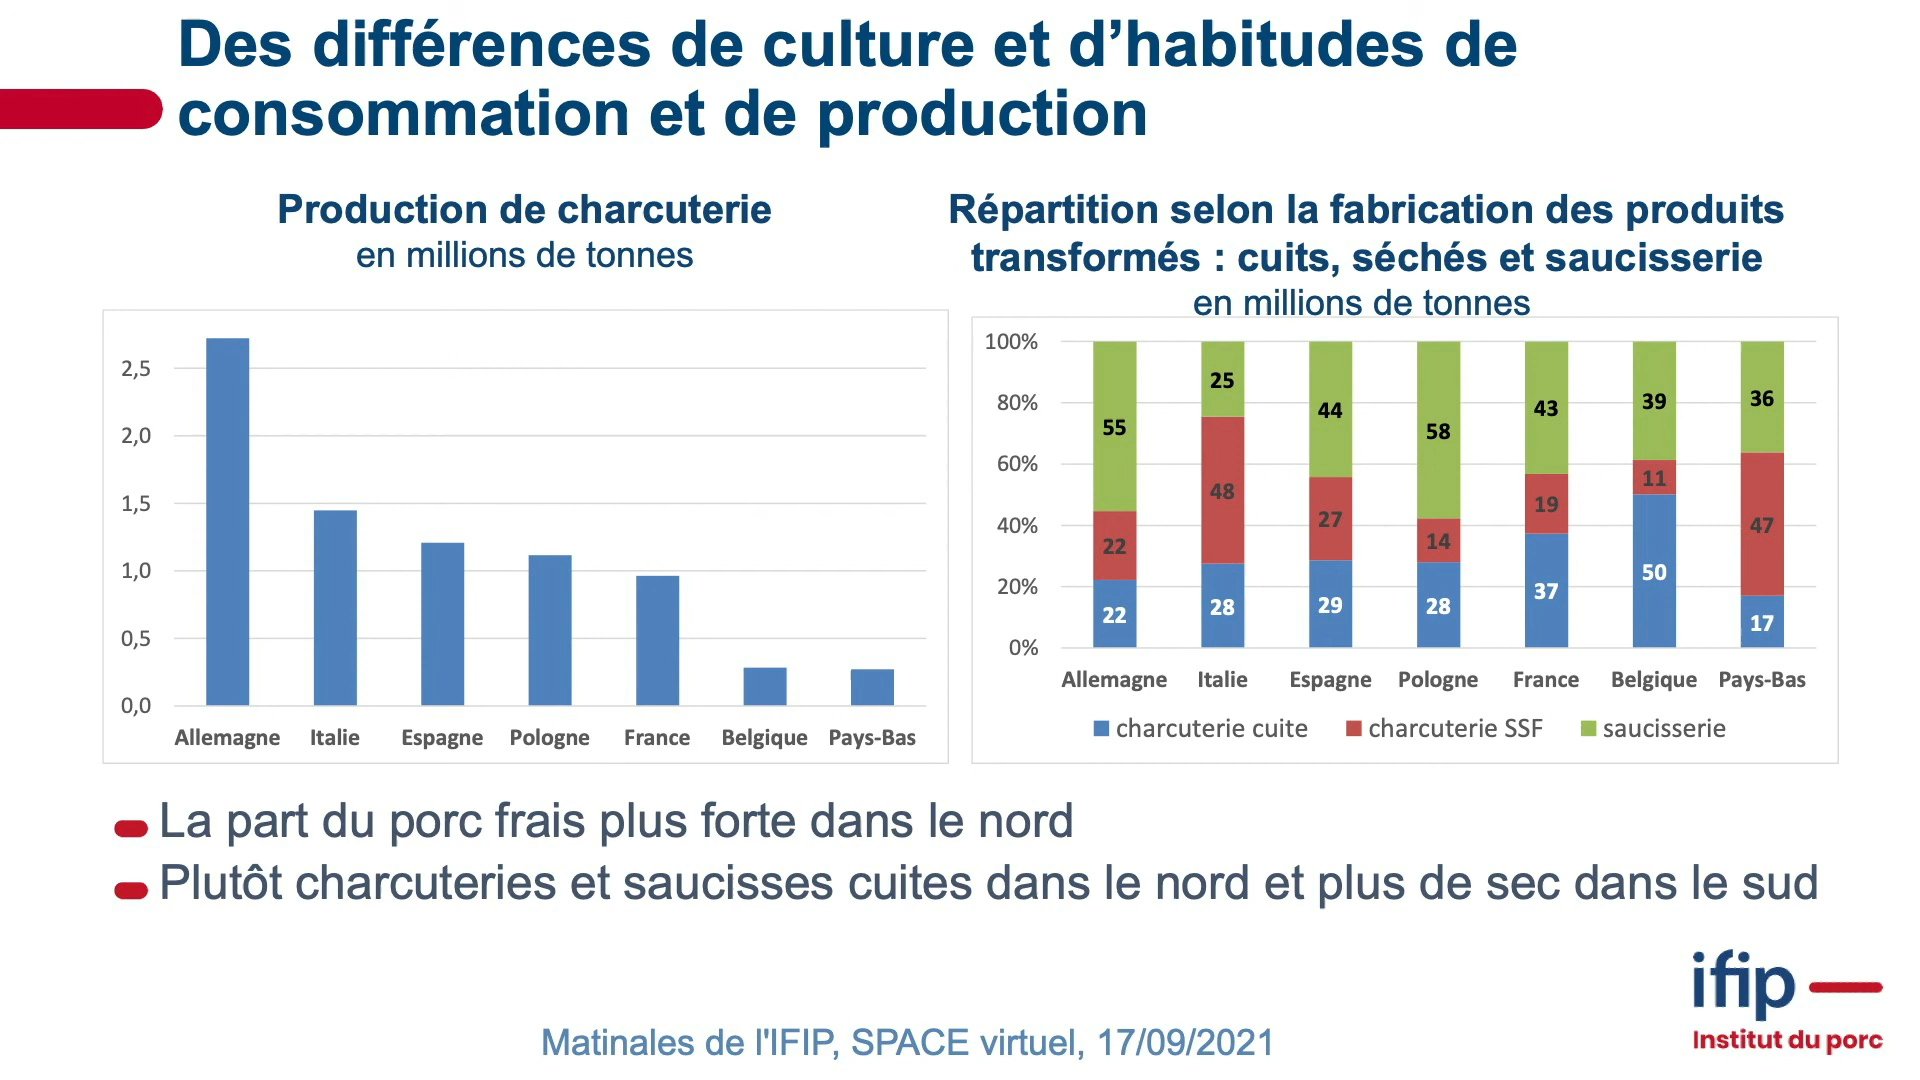 Des différences de culture et d’habitudes de
consommation et de production
Production de charcuterie
en millions de tonnes
2,5
2,0
1,5
1,0
0,5
0,0
Allemagne Italie Espagne Pologne France Belgique Pays-Bas
Répartition selon la fabrication des produits
transformés : cuits, séchés et saucisserie
en millions de tonnes
100%
80%
60%
40%
20%
0%
55 25 44 58 43 39 36
22 48 27 14 19 11 47
22 28 29 28 37 50 17
Allemagne Italie Espagne Pologne France Belgique Pays-Bas
charcuterie cuite charcuterie SSF saucisserie
La part du porc frais plus forte dans le nord
Plutôt charcuteries et saucisses cuites dans le nord et plus de sec dans le sud
ifip
Institut du porc
Matinales de l'IFIP, SPACE virtuel, 17/09/2021